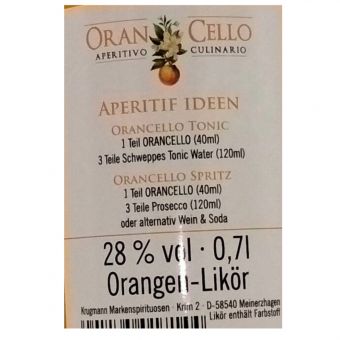 ORANCELLO
APERITIVO CULINARIO
APERITIF IDEEN
ORANCELLO TONIC
1 Teil ORANCELLO (40ml)
3 Teile Schweppes Tonic Water (120ml)
ORANCELLO SPRITZ
1 Teil ORANCELLO (40ml)
3 Teile Prosecco (120ml)
oder alternativ Wein & Soda
28 % vol · 0,7l
Orangen-Likör
Krugmann Markenspirituosen · Krim 2 · D-58540 Meinerzhagen
Likör enthält Farbstoff